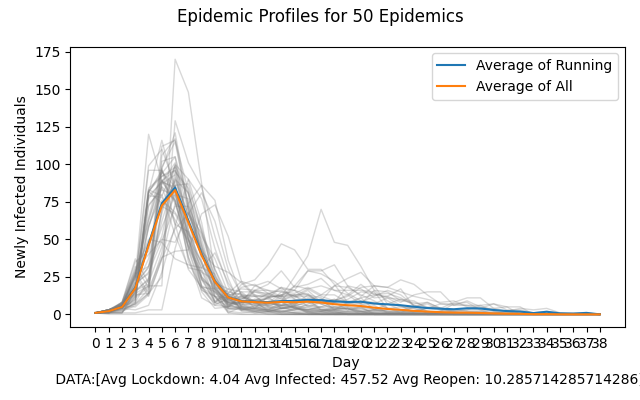 Epidemic Profiles for 50 Epidemics
Average of Running
Average of All
Newly Infected Individuals
175
150
125
100
75
50
25
0
0 1 2 3 4 5 6 7 8 9 10 11 12 13 14 15 16 17 18 19 20 21 22 23 24 25 26 27 28 29 30 31 32 33 34 35 36 37 38
Day
DATA:[Avg Lockdown: 4.04 Avg Infected: 457.52 Avg Reopen: 10.285714285714286